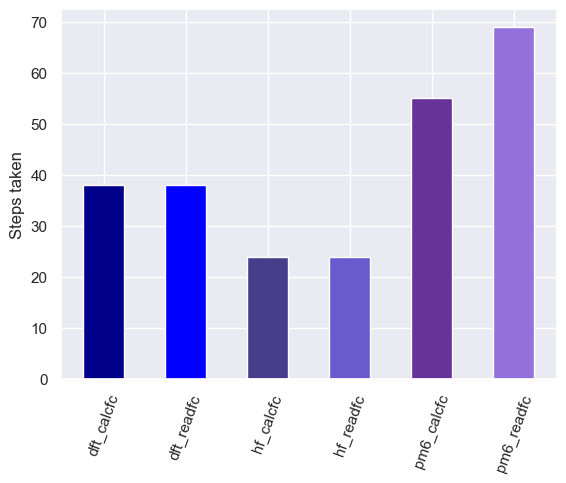 70
60
50
40
30
20
10
0
Steps taken
dft_calcfc
dft_readfc
hf_calcfc
hf_readfc
pm6_calcfc
pm6_readfc